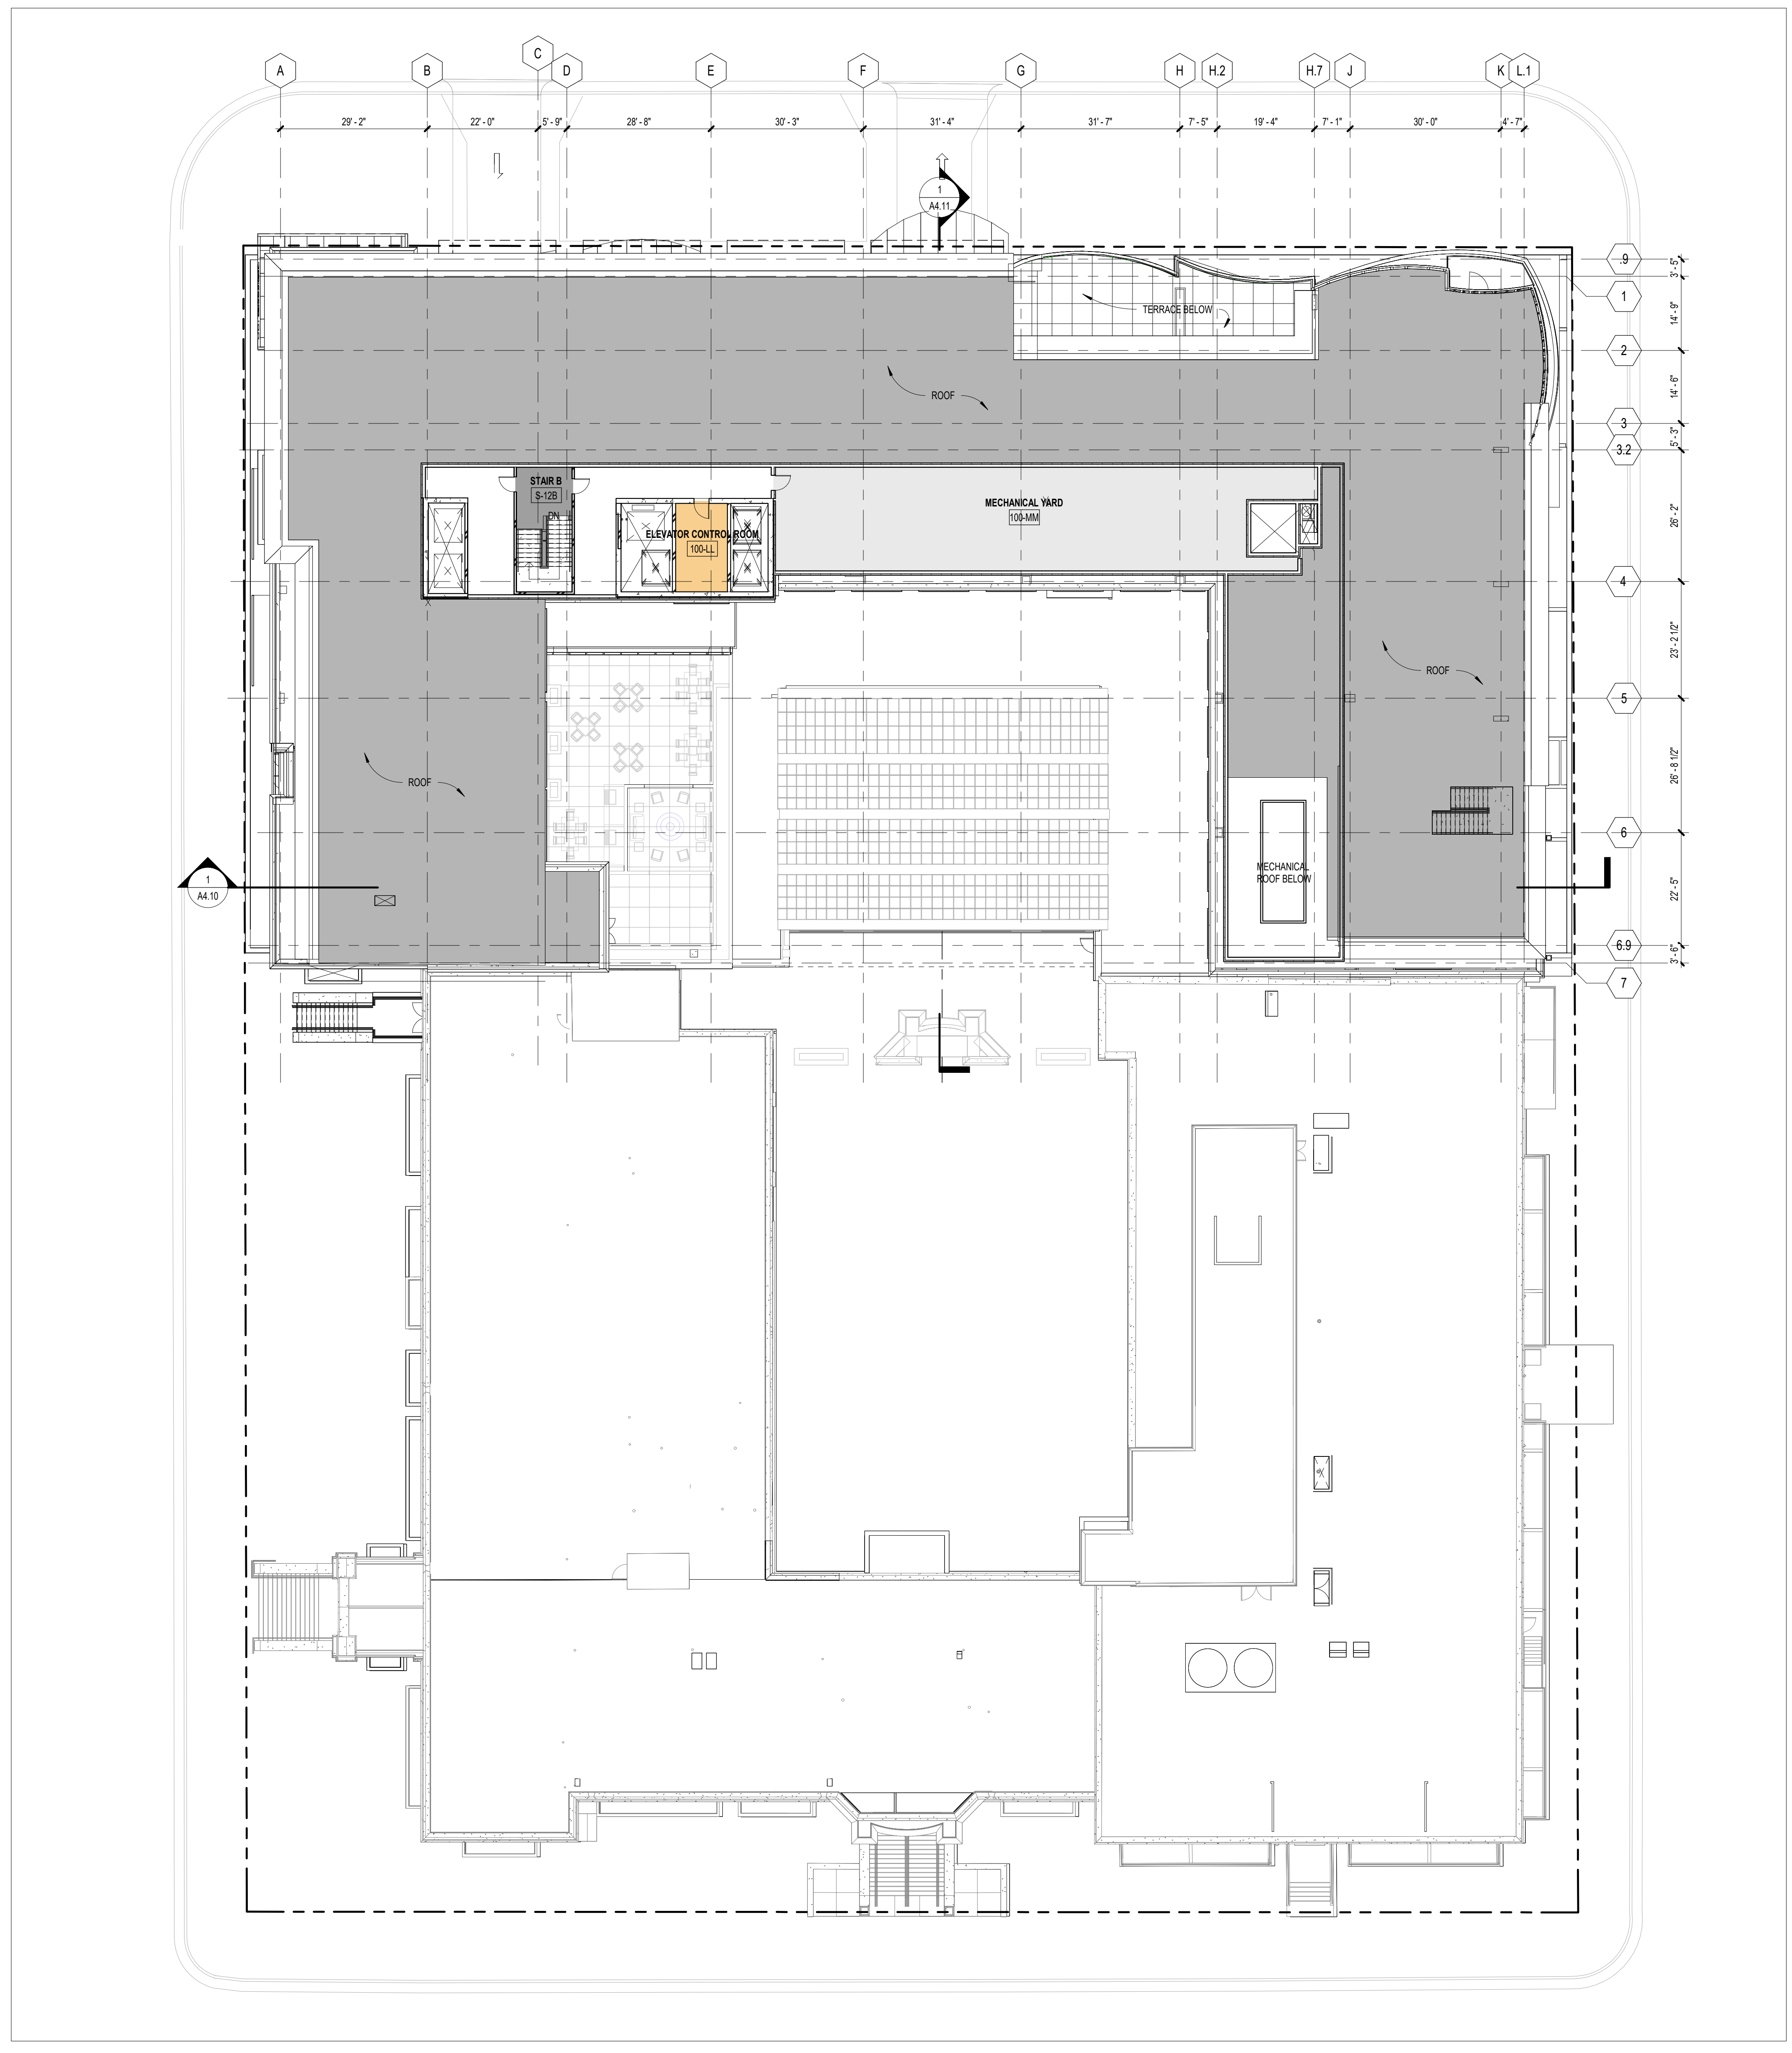 A
B
C
D
E
F
G
H
H.2
H.7
J
K
L.1
29' - 2"
22' - 0"
5' - 9"
28' - 8"
30' - 3"
31' - 4"
31' - 7"
7' - 5"
19' - 4"
7' - 1"
30' - 0"
4' - 7"
1
A4.11
.9
3' - 5"
1
14' - 9"
TERRACE BELOW
2
14' - 6"
ROOF
3
5' - 3"
3.2
STAIR B
S-12B
DN
26' - 2"
MECHANICAL YARD
100-MM
ELEVATOR CONTROL ROOM
100-LL
4
23' - 2 1/2"
ROOF
5
26' - 8 1/2"
ROOF
6
MECHANICAL
ROOF BELOW
22' - 5"
1
A4.10
6.9
3' - 6"
7